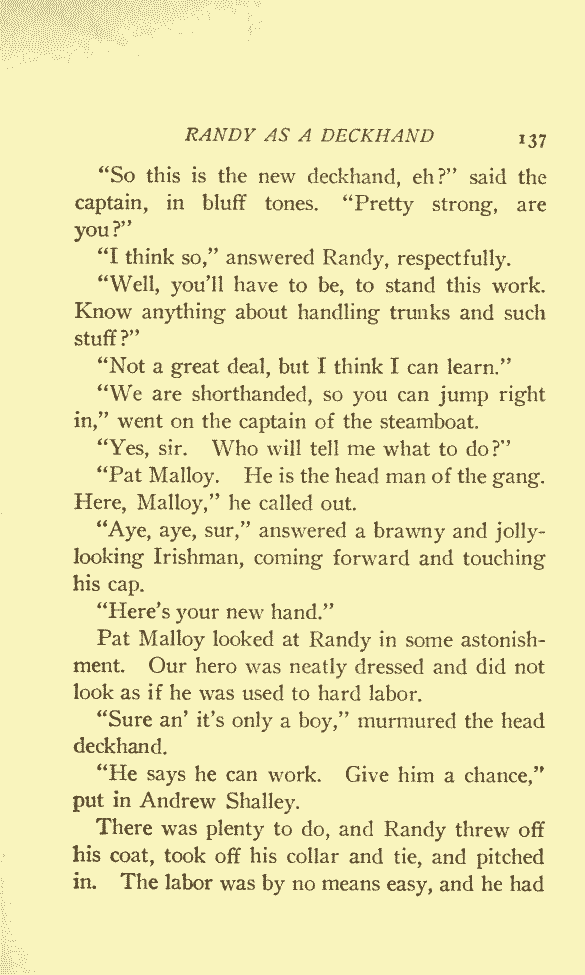 RANDY AS A DECKHAND 137
“So this is the new deckhand, eh?” said the
captain, in bluff tones. “Pretty strong, are
you?”
“I think so,” answered Randy, respectfully.
“Well, you’ll have to be, to stand this work.
Know anything about handling trunks and such
stuff?”
“Not a great deal, but I think I can learn.”
“We are shorthanded, so you can jump right
in,” went on the captain of the steamboat.
“Yes, sir. Who will tell me what to do?”
“Pat Malloy. He is the head man of the gang.
Here, Malloy,” he called out.
“Aye, aye, sur,” answered a brawny and jolly-
looking Irishman, coming forward and touching
his cap.
“Here’s your new hand.”
Pat Malloy looked at Randy in some astonish-
ment. Our hero was neatly dressed and did not
look as if he was used to hard labor.
“Sure an’ it’s only a boy,” murmured the head
deckhand.
“He says he can work. Give him a chance,”
put in Andrew Shalley.
There was plenty to do, and Randy threw off
his coat, took off his collar and tie, and pitched
in. The labor was by no means easy, and he had